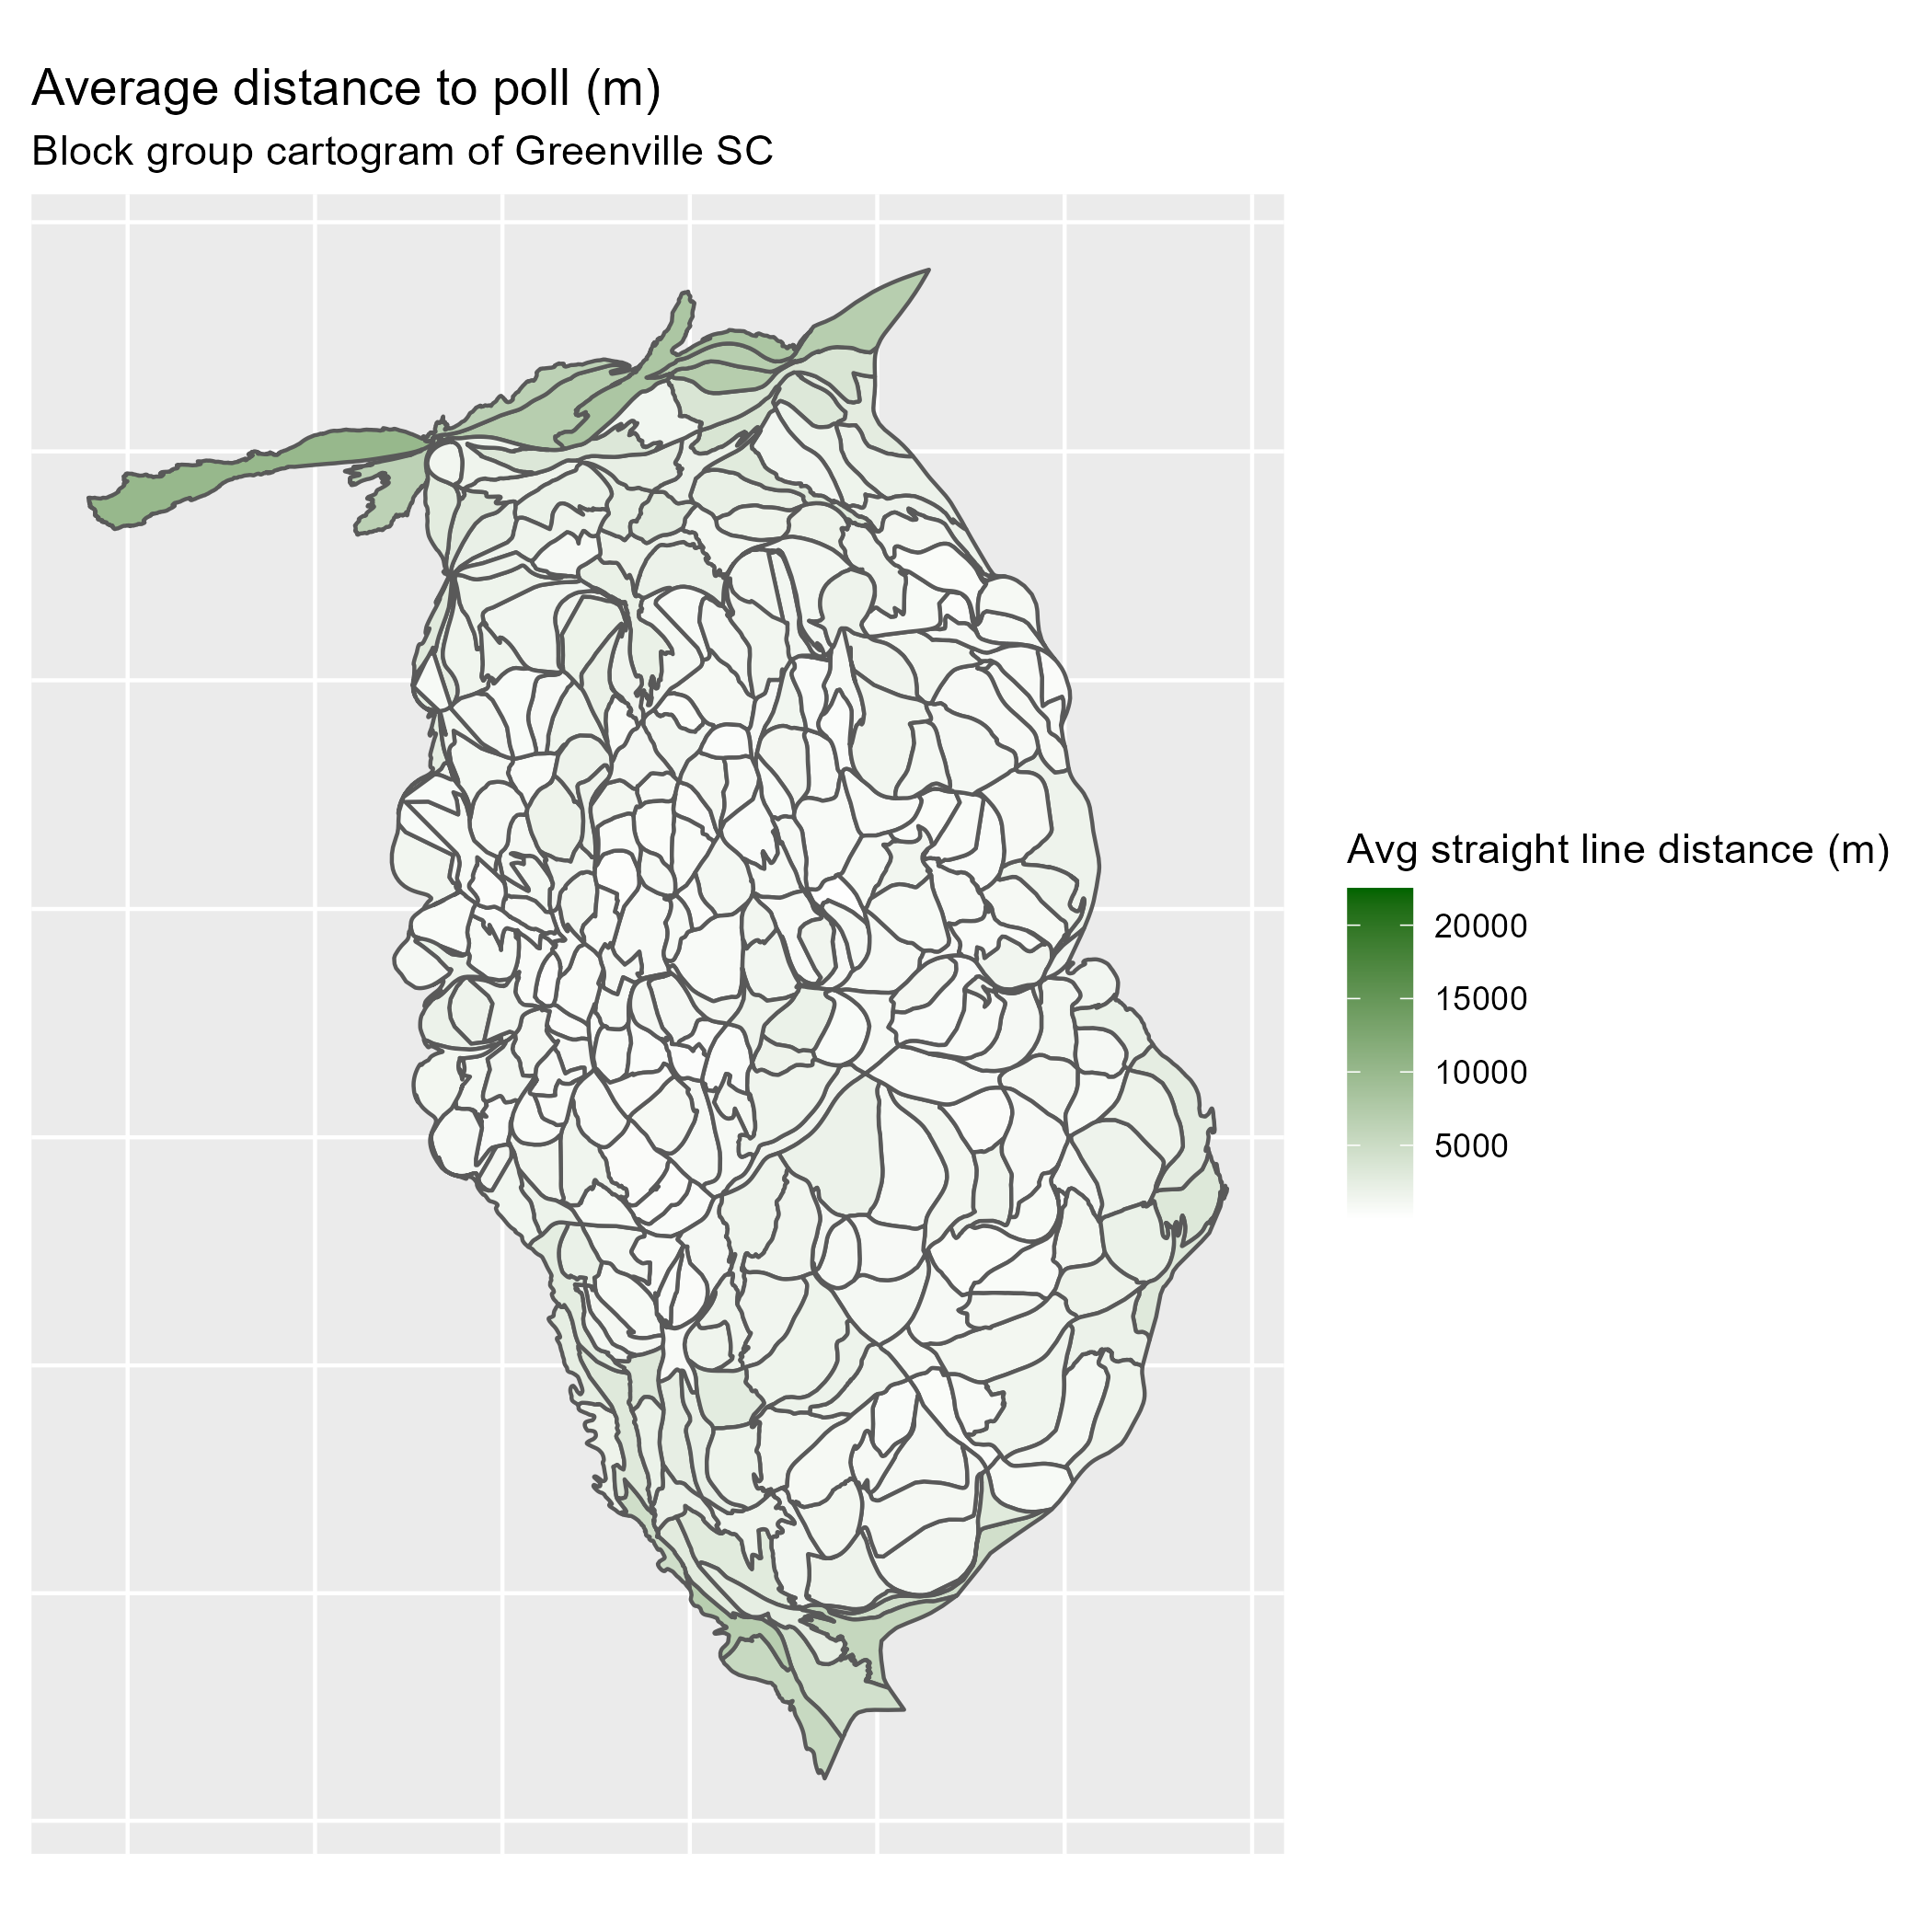 Average distance to poll (m)
Block group cartogram of Greenville SC
Avg straight line distance (m)
20000
15000
10000
5000